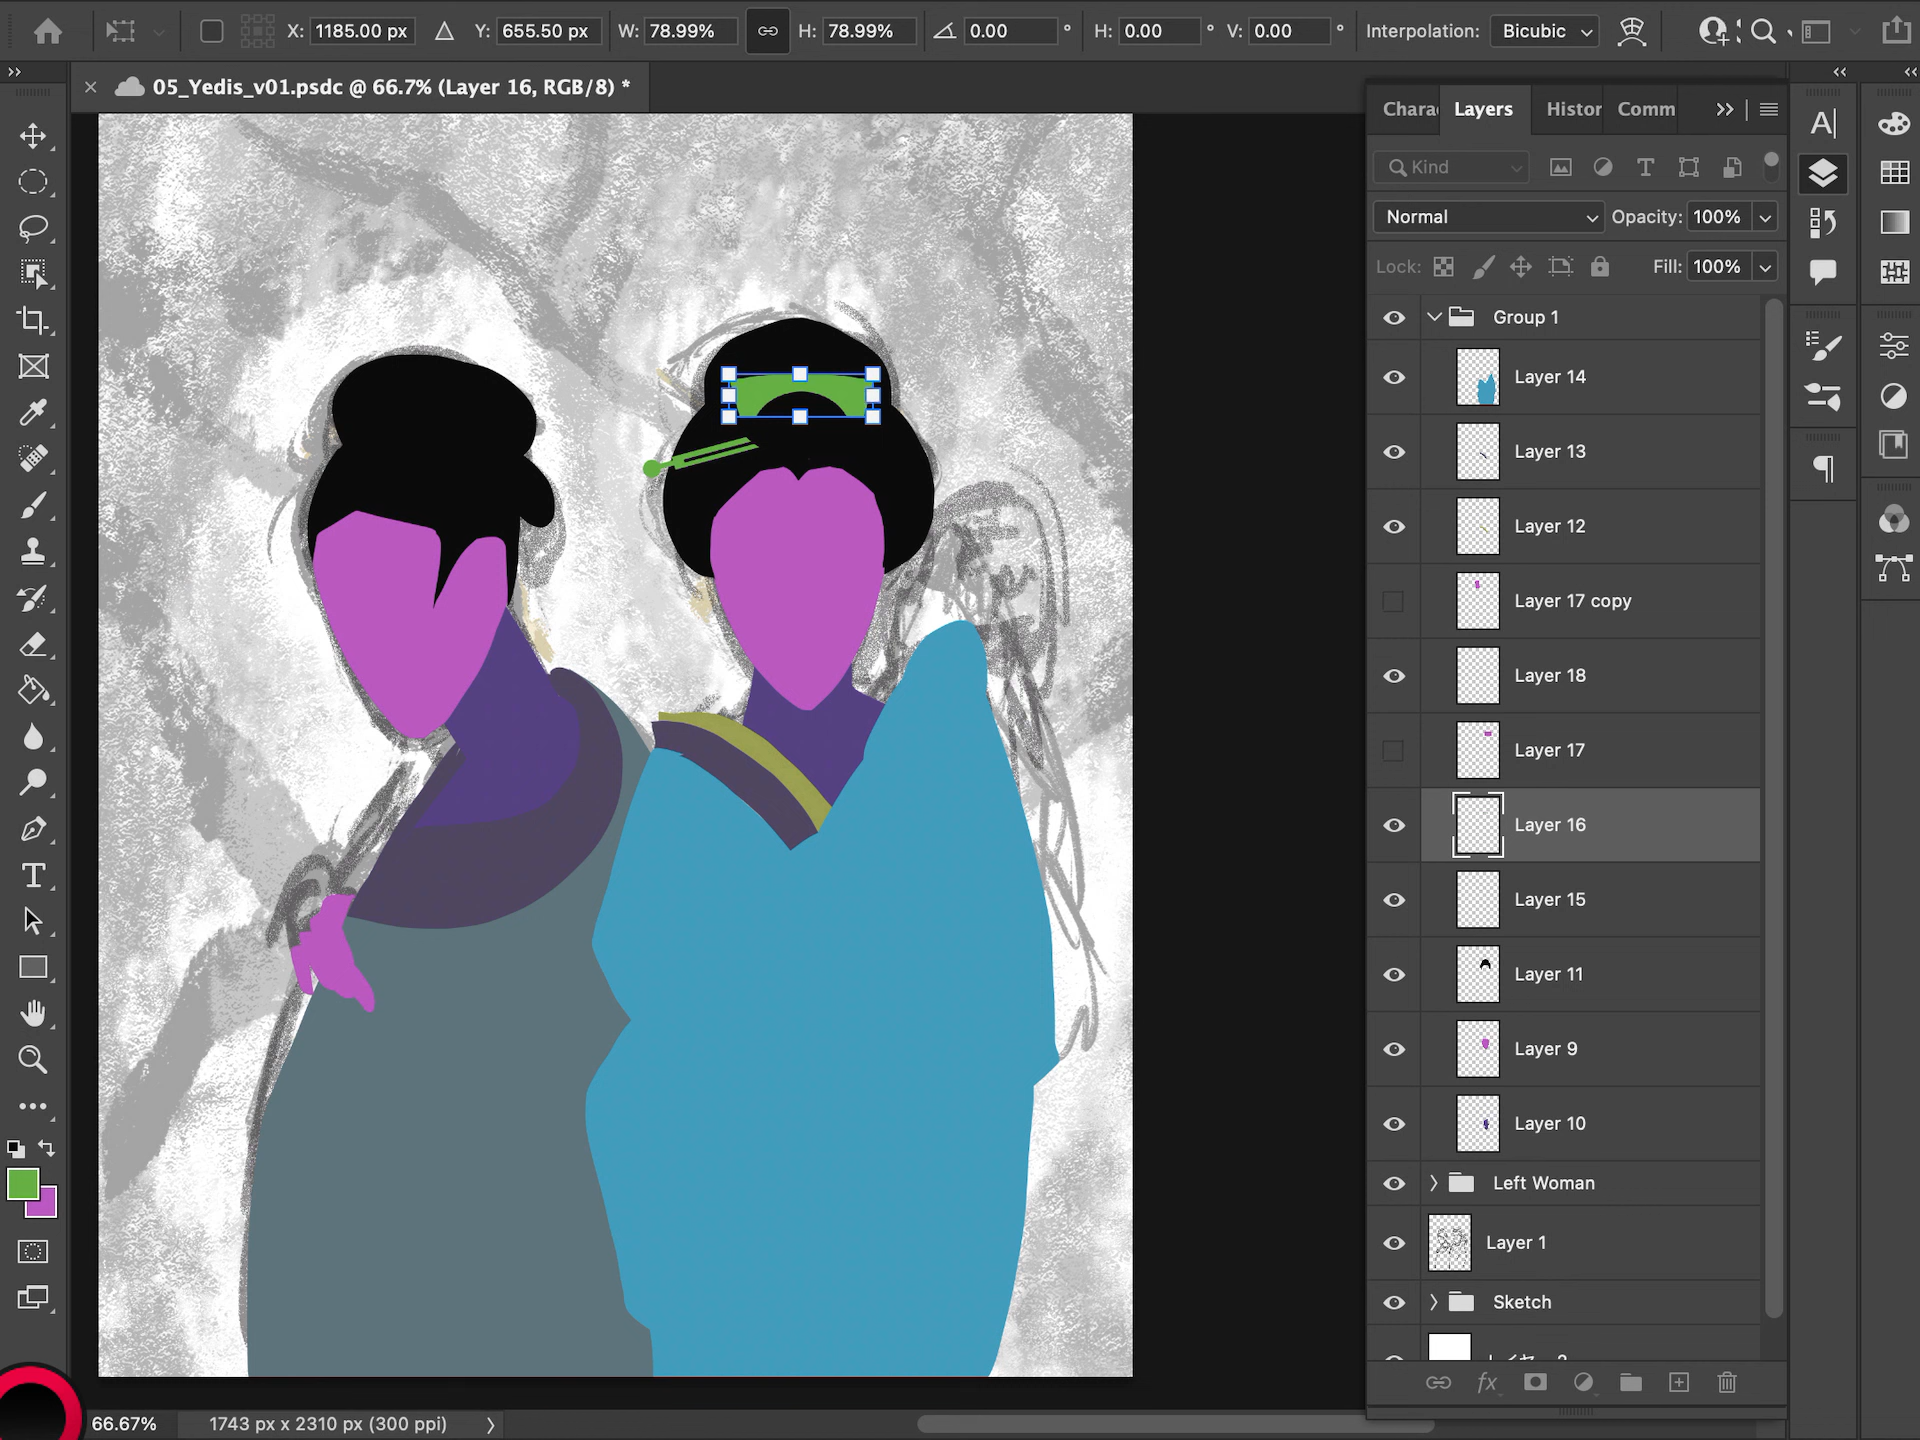 X: 1185.00 px Y: 655.50 px W: 78.99% H: 78.99% 0.00 ° H: 0.00 ° V: 0.00 ° Interpolation: Bicubic
05_Yedis_v01.psdc @ 66.7% (Layer 16, RGB/8) *
Charac Layers Histor Comm
Kind
Normal Opacity: 100%
Lock: Fill: 100%
Group 1
Layer 14
Layer 13
Layer 12
Layer 17 copy
Layer 18
Layer 17
Layer 16
Layer 15
Layer 11
Layer 9
Layer 10
Left Woman
Layer 1
Sketch
fx
66.67% 1743 px x 2310 px (300 ppi)